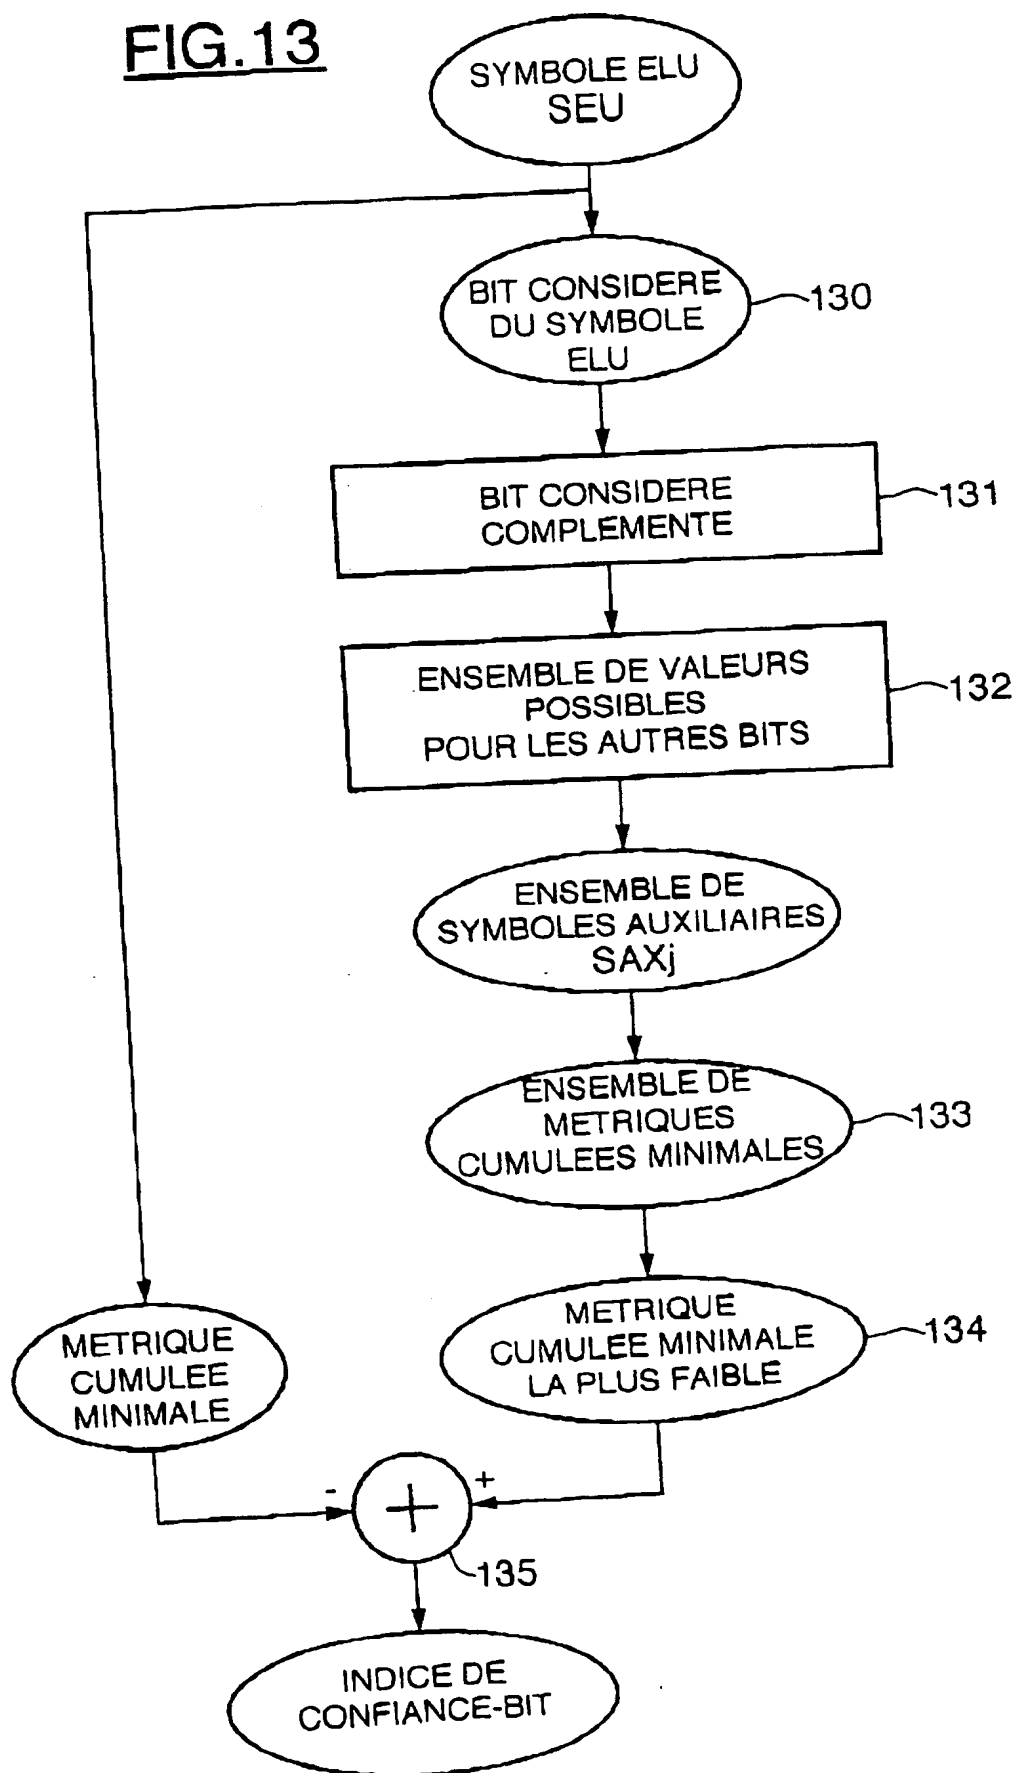 FIG.13
SYMBOLE ELU
SEU
BIT CONSIDERE
DU SYMBOLE
ELU
130
BIT CONSIDERE
COMPLEMENTE
131
ENSEMBLE DE VALEURS
POSSIBLES
POUR LES AUTRES BITS
132
ENSEMBLE DE
SYMBOLES AUXILIAIRES
SAXj
ENSEMBLE DE
METRIQUES
CUMULEES MINIMALES
133
METRIQUE
CUMULEE MINIMALE
LA PLUS FAIBLE
134
METRIQUE
CUMULEE
MINIMALE
- + +
135
INDICE DE
CONFIANCE-BIT